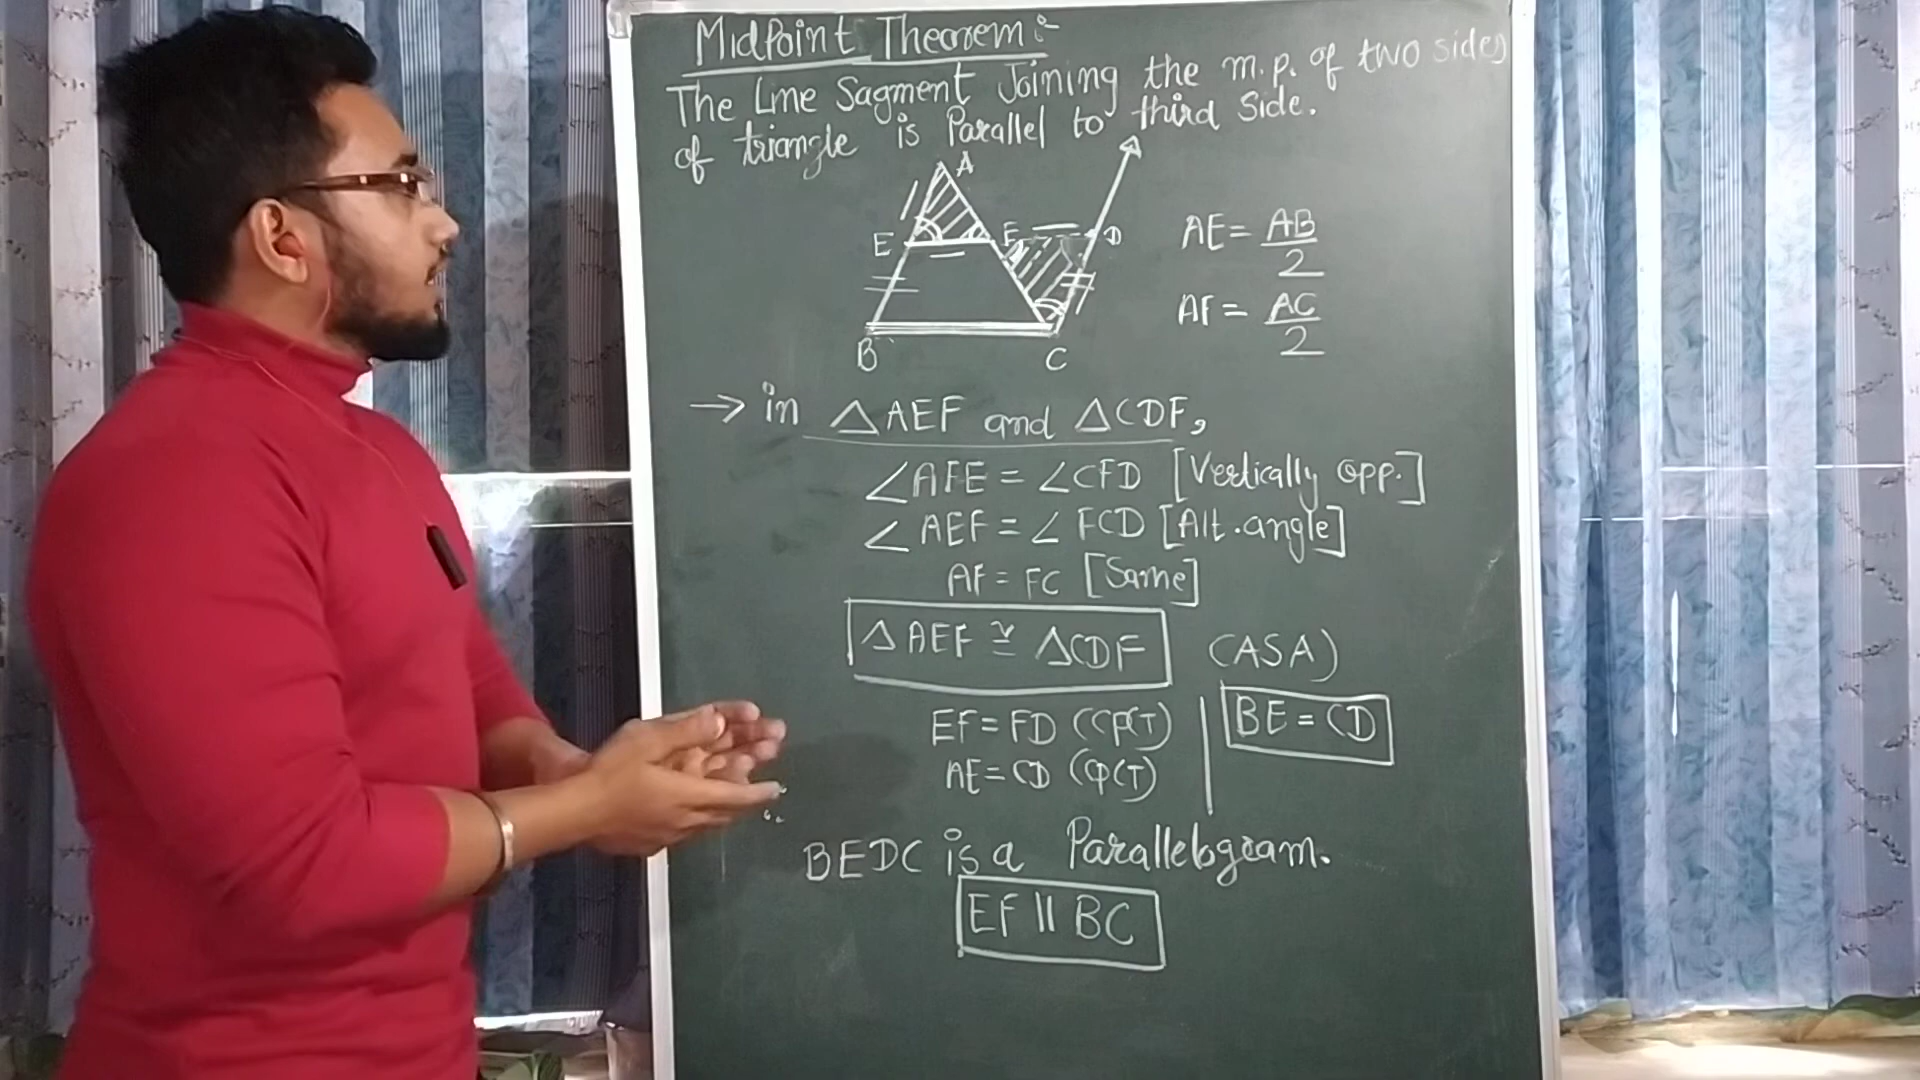 MidPoint Theorem:-
The Line Sagment Joining the m.p. of two sides
of triangle is Parallel to third Side.
A
E F D
B C
AE = AB/2
AF = AC/2
→ in △AEF and △CDF,
∠AFE = ∠CFD [Vertically opp.]
∠AEF = ∠FCD [Alt. angle]
AF = FC [Same]
△AEF ≅ △CDF (ASA)
EF = FD (CPCT)
BE = CD
AE = CD (CPCT)
BEDC is a Parallelogram.
EF || BC